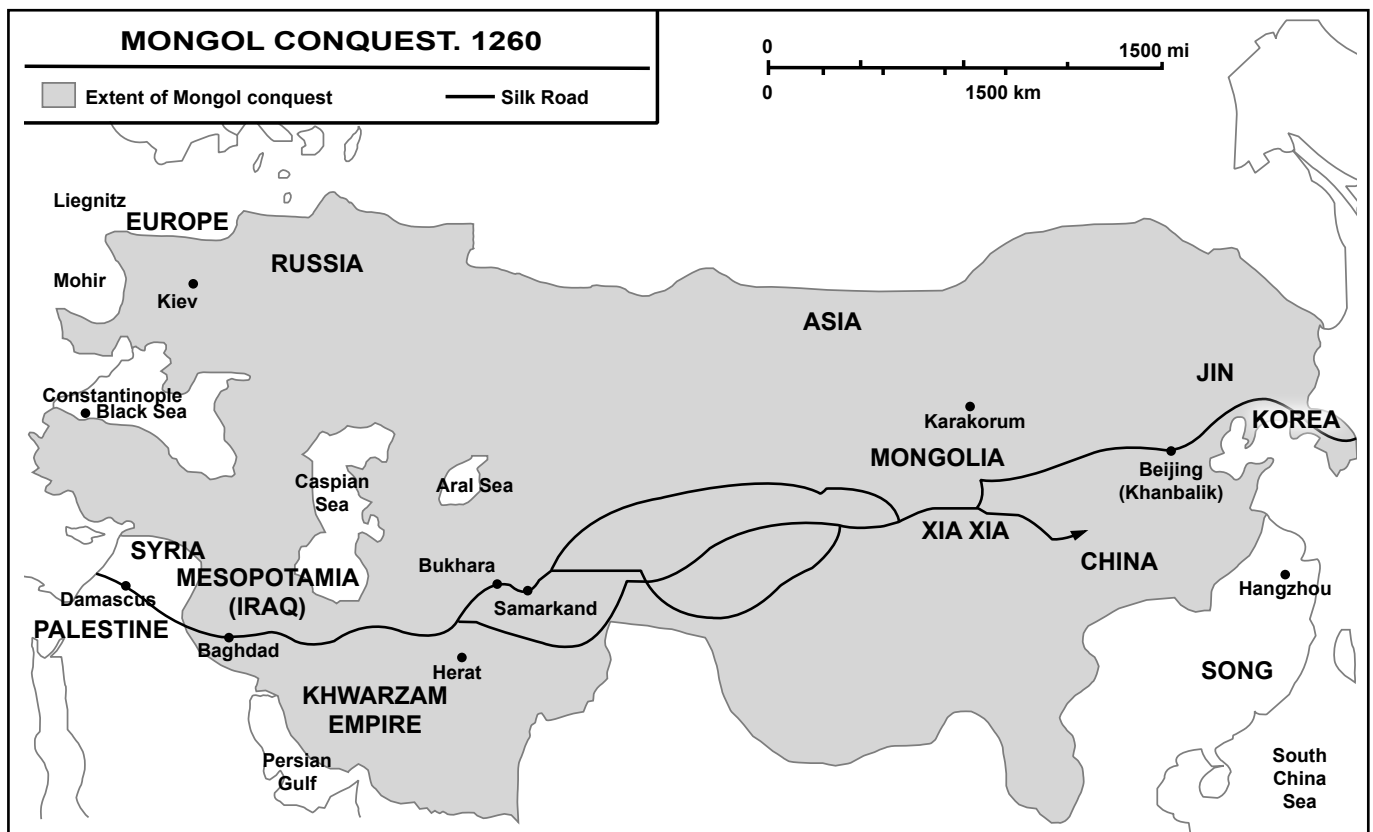 MONGOL CONQUEST. 1260
Extent of Mongol conquest
Silk Road
0
1500 mi
0
1500 km
Liegnitz
EUROPE
RUSSIA
Mohir
Kiev
ASIA
JIN
Constantinople
Black Sea
Karakorum
KOREA
MONGOLIA
Beijing
(Khanbalik)
Caspian
Sea
Aral Sea
XIA XIA
SYRIA
CHINA
Bukhara
MESOPOTAMIA
(IRAQ)
Hangzhou
Damascus
Samarkand
PALESTINE
Baghdad
Herat
SONG
KHWARZAM
EMPIRE
Persian
Gulf
South
China
Sea